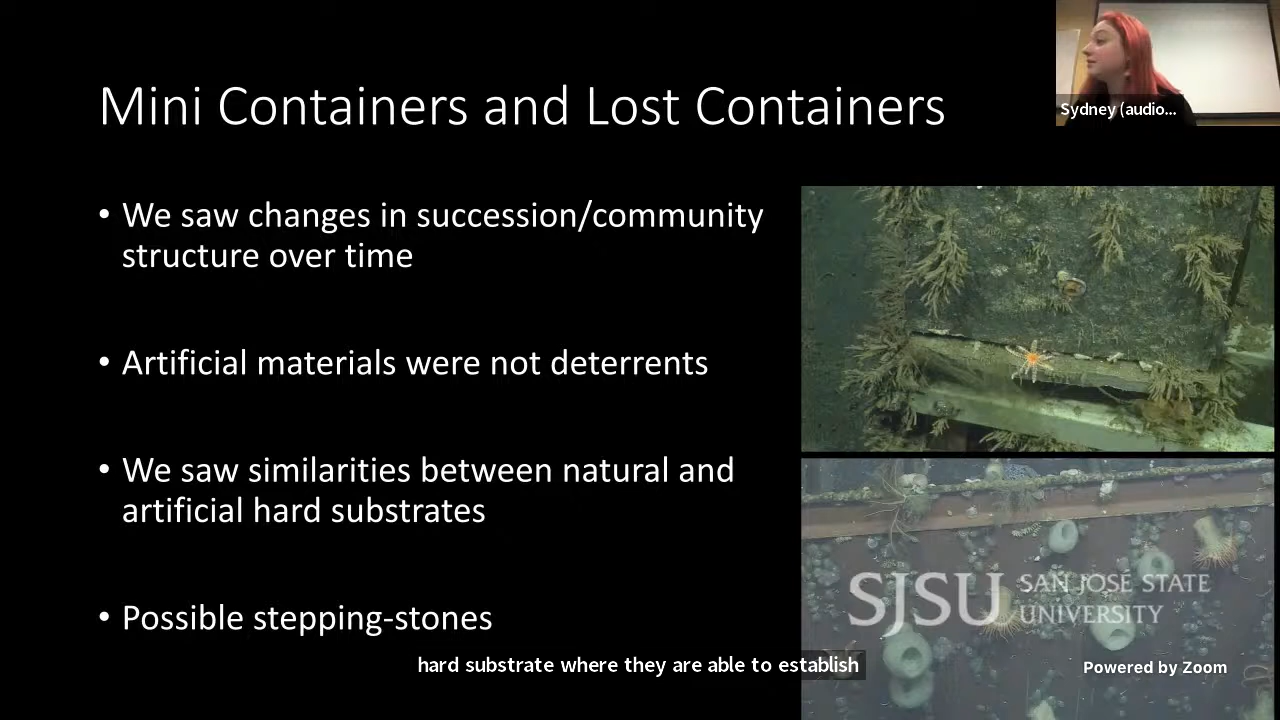 Mini Containers and Lost Containers
Sydney (audio...
• We saw changes in succession/community
structure over time
• Artificial materials were not deterrents
• We saw similarities between natural and
artificial hard substrates
• Possible stepping-stones
SJSU SAN JOSÉ STATE
UNIVERSITY
hard substrate where they are able to establish
Powered by Zoom